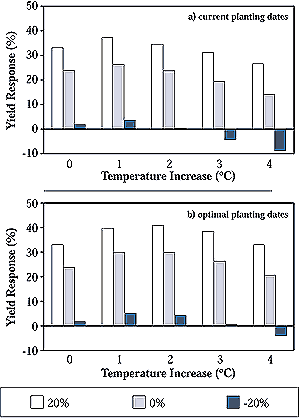 a) current planting dates
50
40
30
20
10
0
-10
Yield Response (%)
0 1 2 3 4
Temperature Increase (°C)
b) optimal planting dates
50
40
30
20
10
0
-10
Yield Response (%)
0 1 2 3 4
Temperature Increase (°C)
20% 0% -20%